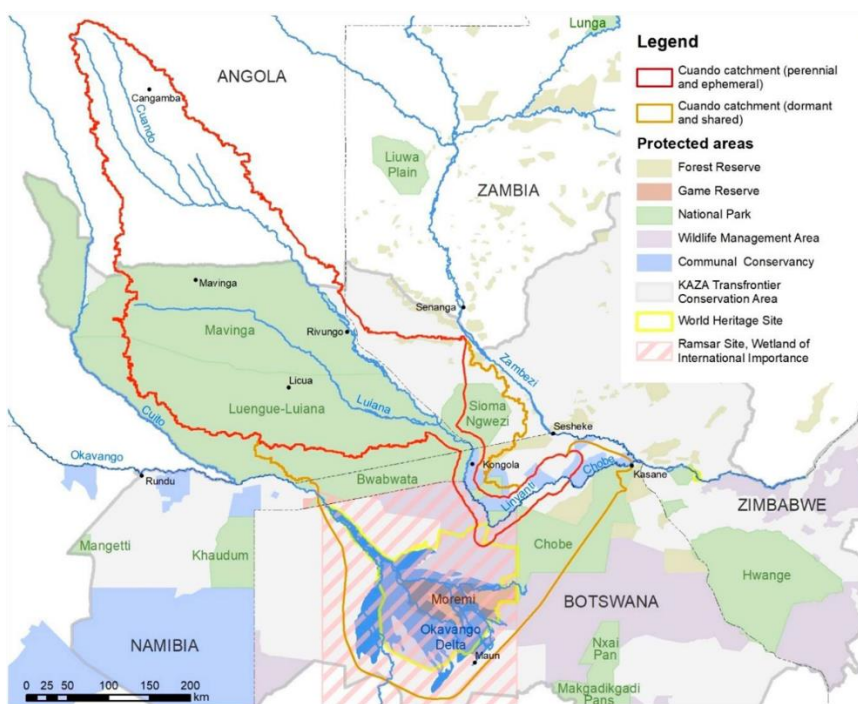 Lunga
ANGOLA
Cangamba
Cuando
Liuwa
Plain
ZAMBIA
Mavinga
Senanga
Mavinga
Rivungo
Zambezi
Licua
Sioma
Ngwezi
Luengue-Luiana
Luiana
Cuito
Sesheke
Okavango
Kongola
Chobe
Kasane
Rundu
Bwabwata
Linyanti
ZIMBABWE
Mangetti
Khaudum
Chobe
Hwange
Moremi
BOTSWANA
Okavango
Delta
NAMIBIA
Maun
Nxai
Pan
Makgadikgadi
Pans
0 25 50 100 150 200
km
Legend
Cuando catchment (perennial
and ephemeral)
Cuando catchment (dormant
and shared)
Protected areas
Forest Reserve
Game Reserve
National Park
Wildlife Management Area
Communal Conservancy
KAZA Transfrontier
Conservation Area
World Heritage Site
Ramsar Site, Wetland of
International Importance